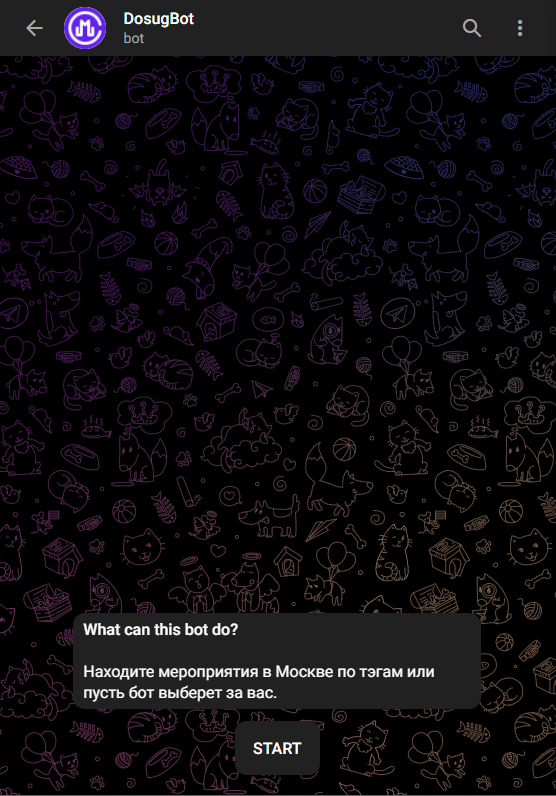 DosugBot
bot
What can this bot do?
Находите мероприятия в Москве по тэгам или
пусть бот выберет за вас.
START